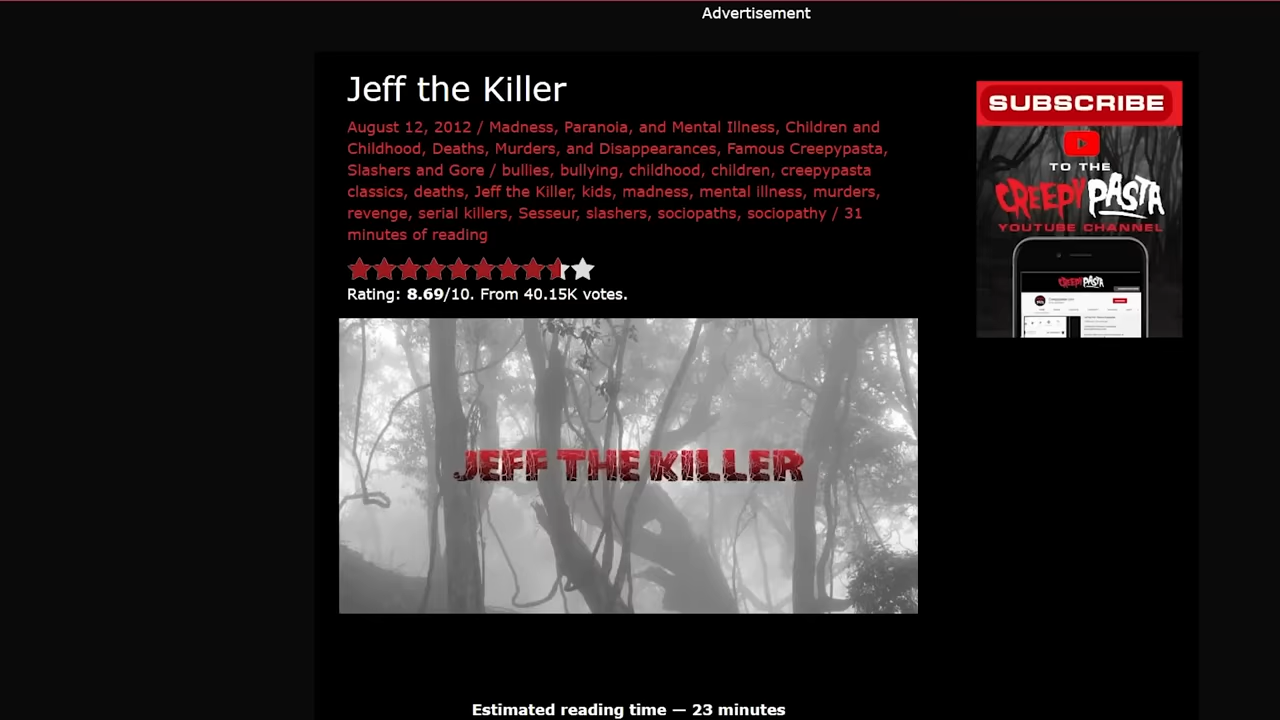 Advertisement
Jeff the Killer
August 12, 2012 / Madness, Paranoia, and Mental Illness, Children and
Childhood, Deaths, Murders, and Disappearances, Famous Creepypasta,
Slashers and Gore / bullies, bullying, childhood, children, creepypasta
classics, deaths, Jeff the Killer, kids, madness, mental illness, murders,
revenge, serial killers, Sesseur, slashers, sociopaths, sociopathy / 31
minutes of reading
Rating: 8.69/10. From 40.15K votes.
JEFF THE KILLER
Estimated reading time — 23 minutes
SUBSCRIBE
TO THE
CREEPYPASTA
YOUTUBE CHANNEL
CREEPYPASTA